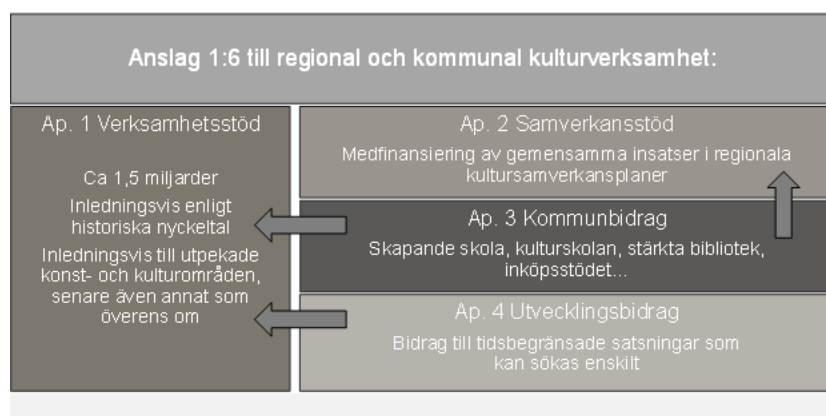 Anslag 1:6 till regional och kommunal kulturverksamhet:
Ap. 1 Verksamhetsstöd
Ca 1,5 miljarder
Inledningsvis enligt
historiska nyckeltal
Inledningsvis till utpekade
konst- och kulturområden,
senare även annat som
överens om
Ap. 2 Samverkansstöd
Medfinansiering av gemensamma insatser i regionala
kultursamverkansplaner
Ap. 3 Kommunbidrag
Skapande skola, kulturskolan, stärkta bibliotek,
inköpsstödet...
Ap. 4 Utvecklingsbidrag
Bidrag till tidsbegränsade satsningar som
kan sökas enskilt